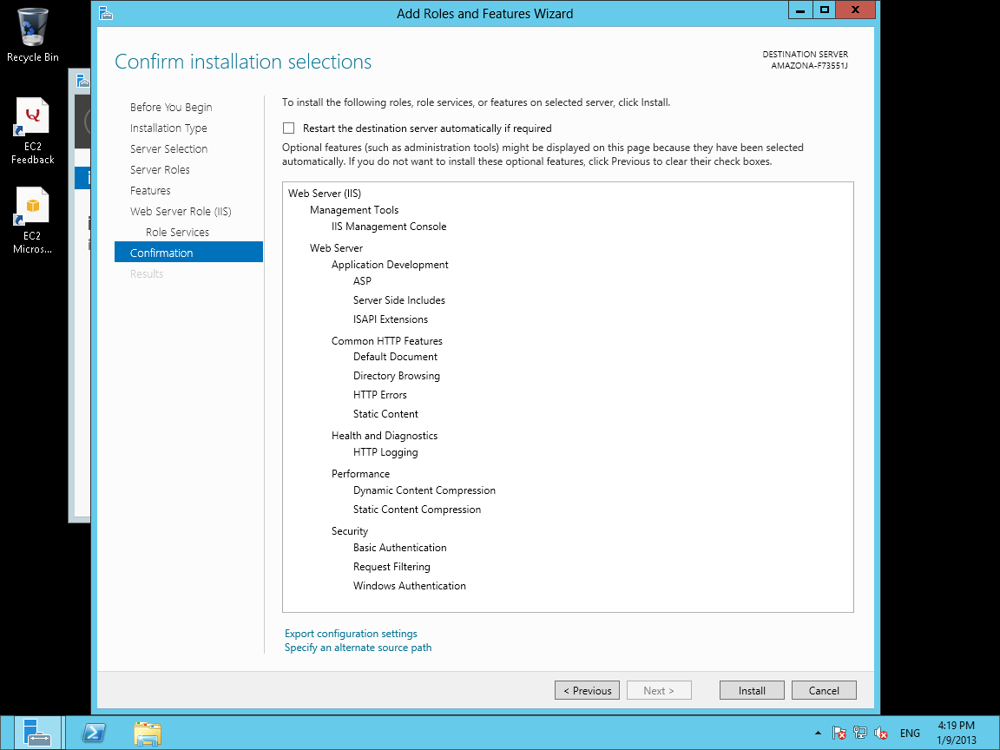 Add Roles and Features Wizard
Recycle Bin
EC2
Feedback
EC2
Micros...
Confirm installation selections
DESTINATION SERVER
AMAZONA-F73551J
Before You Begin
Installation Type
Server Selection
Server Roles
Features
Web Server Role (IIS)
Role Services
Confirmation
Results
To install the following roles, role services, or features on selected server, click Install.
Restart the destination server automatically if required
Optional features (such as administration tools) might be displayed on this page because they have been selected
automatically. If you do not want to install these optional features, click Previous to clear their check boxes.
Web Server (IIS)
Management Tools
IIS Management Console
Web Server
Application Development
ASP
Server Side Includes
ISAPI Extensions
Common HTTP Features
Default Document
Directory Browsing
HTTP Errors
Static Content
Health and Diagnostics
HTTP Logging
Performance
Dynamic Content Compression
Static Content Compression
Security
Basic Authentication
Request Filtering
Windows Authentication
Export configuration settings
Specify an alternate source path
< Previous
Next >
Install
Cancel
ENG
4:19 PM
1/9/2013